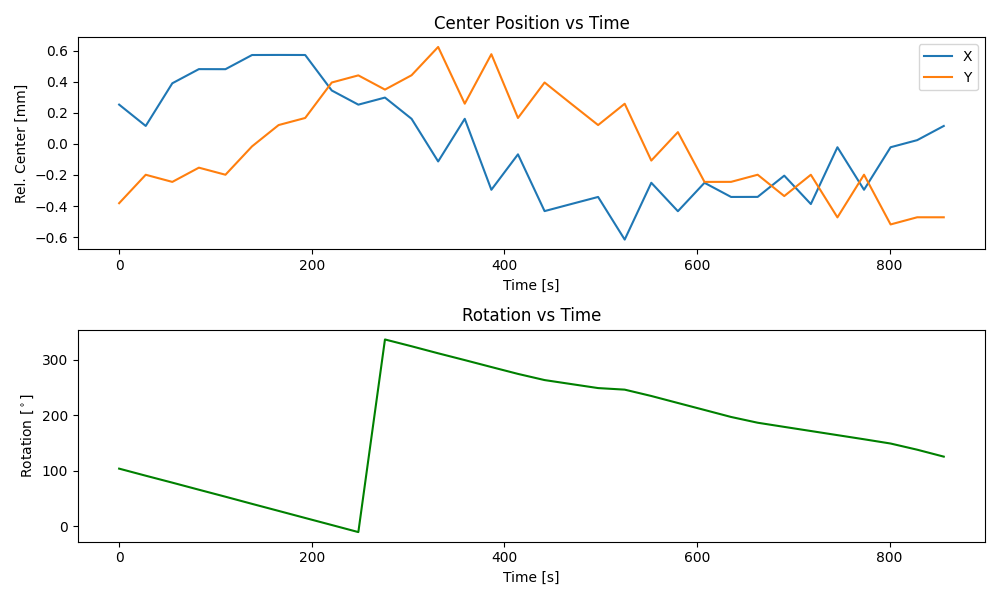 Center Position vs Time
Rel. Center [mm]
0.6
0.4
0.2
0.0
−0.2
−0.4
−0.6
X
Y
0 200 400 600 800
Time [s]
Rotation vs Time
Rotation [°]
300
200
100
0
0 200 400 600 800
Time [s]